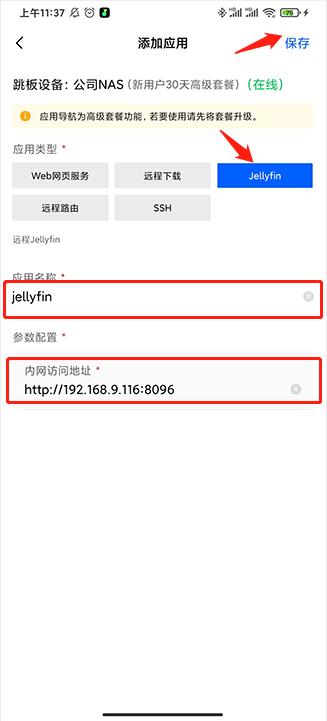 上午11:37
75
添加应用
保存
跳板设备：公司NAS（新用户30天高级套餐）（在线）
应用导航为高级套餐功能，若要使用请先将套餐升级。
应用类型 *
Web网页服务 远程下载 Jellyfin
远程路由 SSH
远程Jellyfin
应用名称 *
jellyfin
参数配置 *
内网访问地址 *
http://192.168.9.116:8096